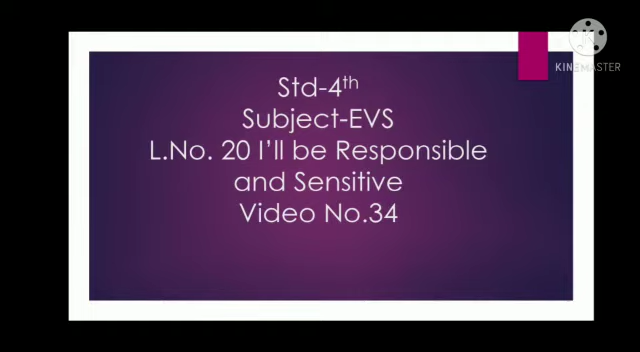 KINEMASTER
Std-4th
Subject-EVS
L.No. 20 I'll be Responsible
and Sensitive
Video No.34